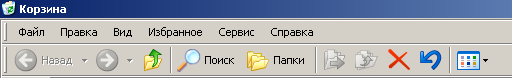 Корзина
Файл Правка Вид Избранное Сервис Справка
Назад Поиск Папки